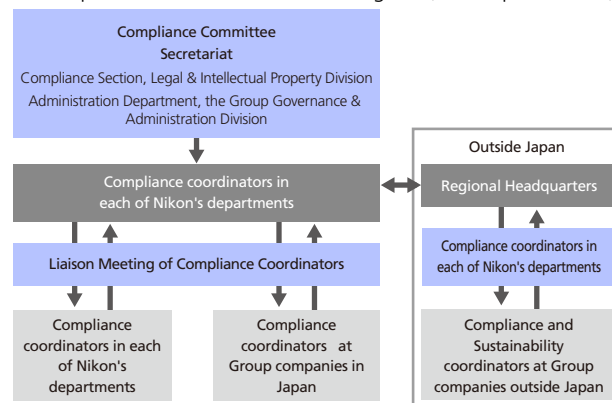 Compliance Committee
Secretariat
Compliance Section, Legal & Intellectual Property Division
Administration Department, the Group Governance &
Administration Division
Outside Japan
Compliance coordinators in
each of Nikon's departments
Regional Headquarters
Liaison Meeting of Compliance Coordinators
Compliance coordinators in
each of Nikon's departments
Compliance
coordinators in each
of Nikon's
departments
Compliance
coordinators at
Group companies in
Japan
Compliance and
Sustainability
coordinators at Group
companies outside Japan